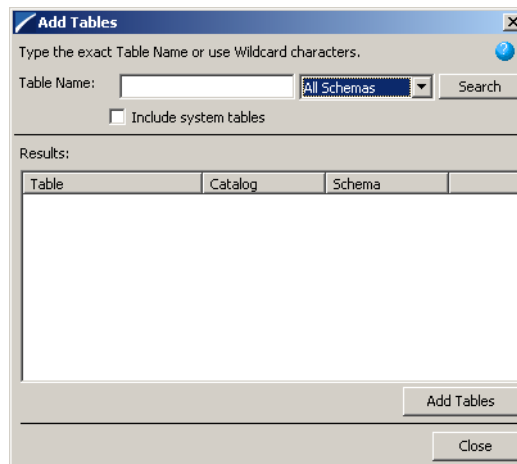 Add Tables
Type the exact Table Name or use Wildcard characters.
?
Table Name: All Schemas Search
Include system tables
Results:
Table Catalog Schema
Add Tables
Close